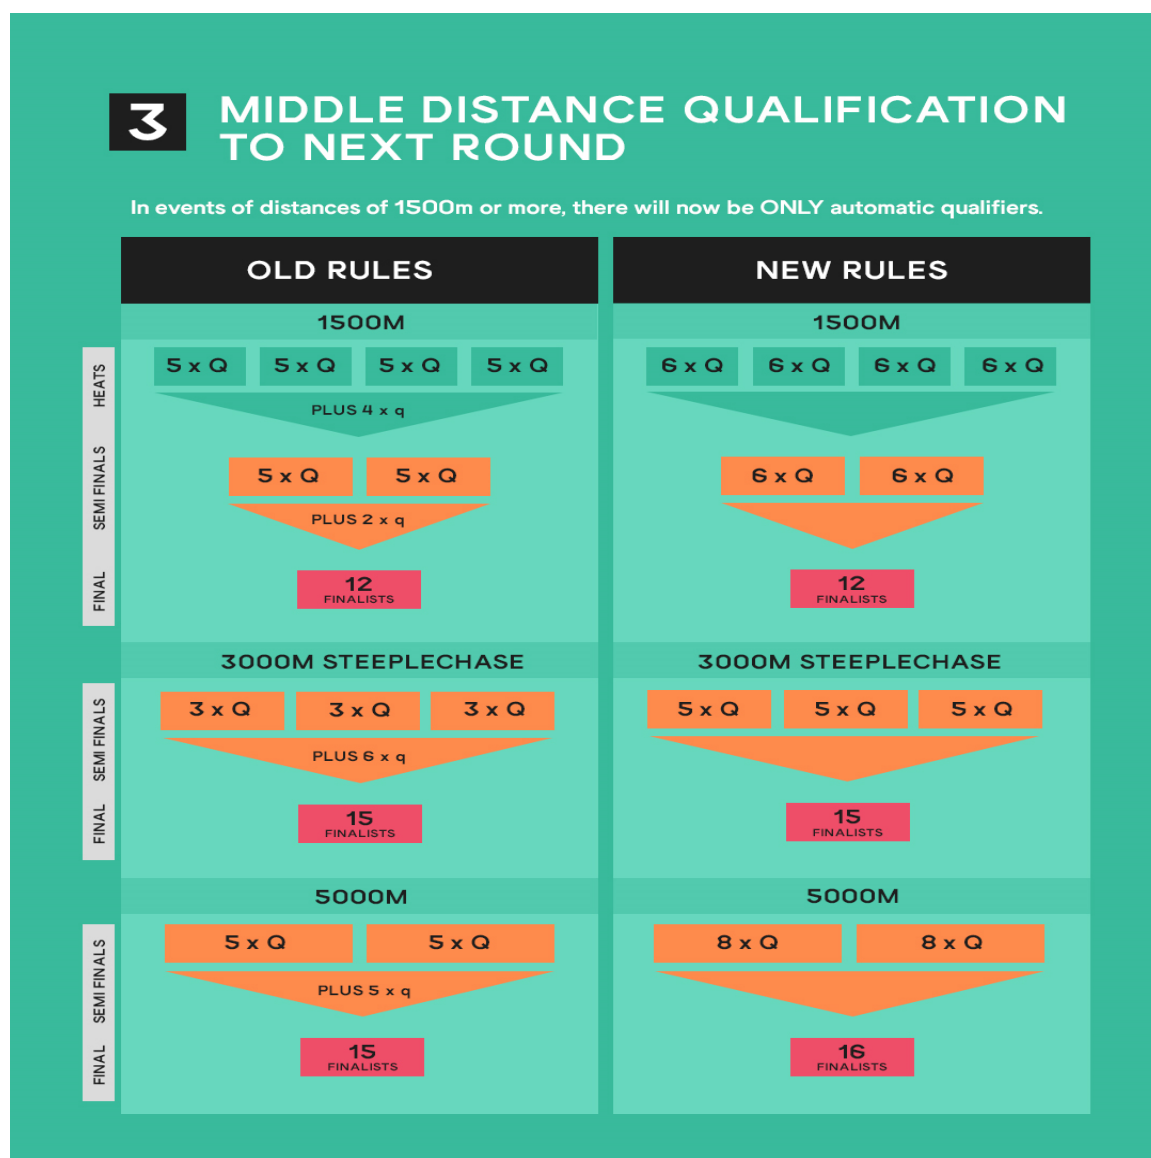 3
MIDDLE DISTANCE QUALIFICATION
TO NEXT ROUND
In events of distances of 1500m or more, there will now be ONLY automatic qualifiers.
OLD RULES
1500M
HEATS
5 x Q 5 x Q 5 x Q 5 x Q
PLUS 4 x q
SEMI FINALS
5 x Q 5 x Q
PLUS 2 x q
FINAL
12
FINALISTS
3000M STEEPLECHASE
SEMI FINALS
3 x Q 3 x Q 3 x Q
PLUS 6 x q
FINAL
15
FINALISTS
5000M
SEMI FINALS
5 x Q 5 x Q
PLUS 5 x q
FINAL
15
FINALISTS
NEW RULES
1500M
6 x Q 6 x Q 6 x Q 6 x Q
6 x Q 6 x Q
12
FINALISTS
3000M STEEPLECHASE
5 x Q 5 x Q 5 x Q
15
FINALISTS
5000M
8 x Q 8 x Q
16
FINALISTS